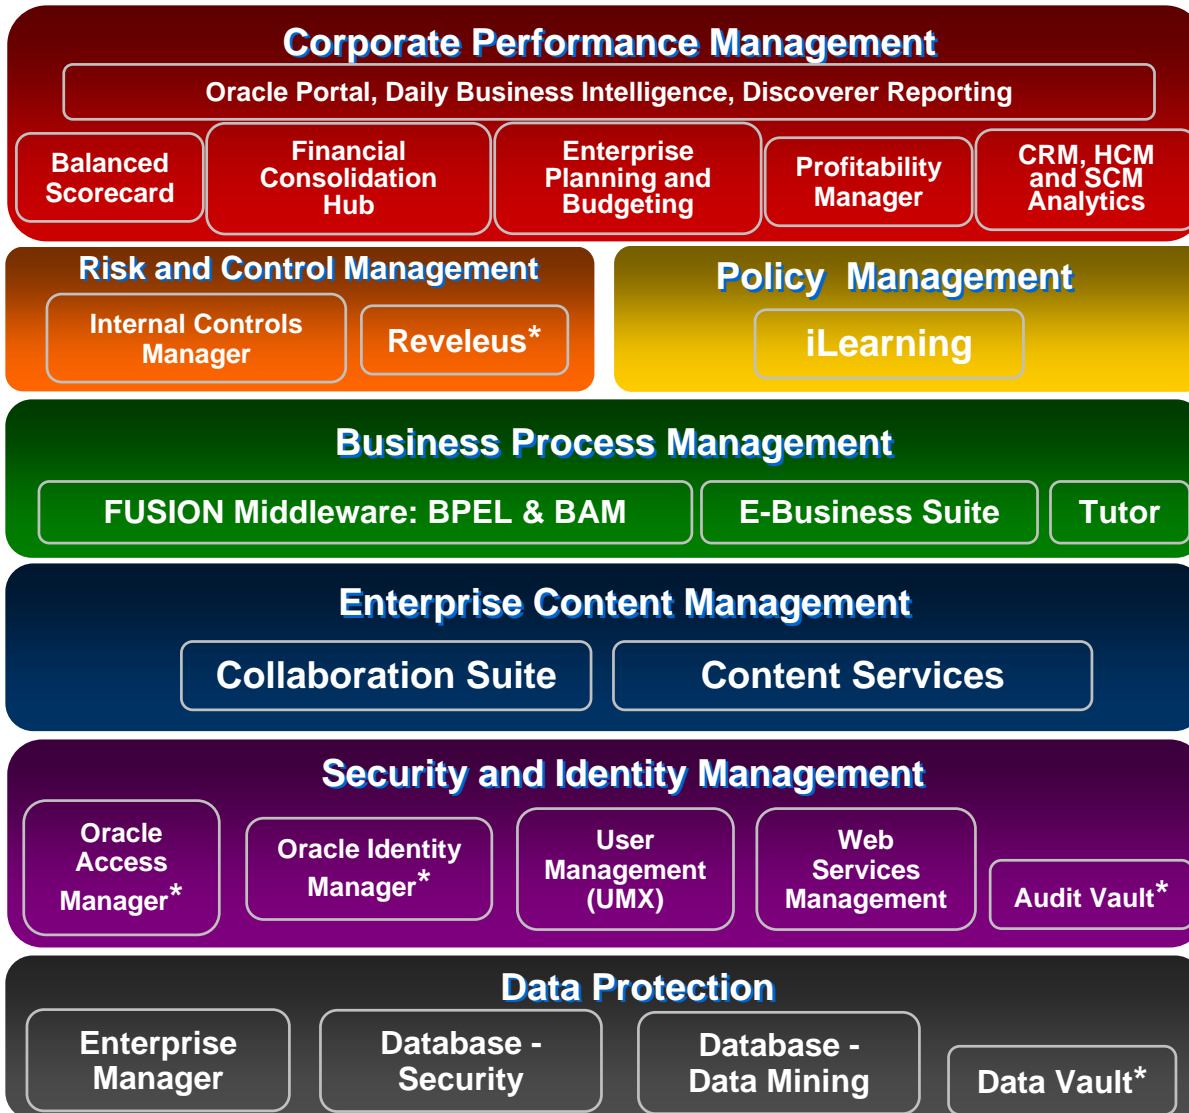 Corporate Performance Management
Oracle Portal, Daily Business Intelligence, Discoverer Reporting
Balanced
Scorecard
Financial
Consolidation
Hub
Enterprise
Planning and
Budgeting
Profitability
Manager
CRM, HCM
and SCM
Analytics
Risk and Control Management
Internal Controls
Manager
Reveleus*
Policy Management
iLearning
Business Process Management
FUSION Middleware: BPEL & BAM
E-Business Suite
Tutor
Enterprise Content Management
Collaboration Suite
Content Services
Security and Identity Management
Oracle
Access
Manager*
Oracle Identity
Manager*
User
Management
(UMX)
Web
Services
Management
Audit Vault*
Data Protection
Enterprise
Manager
Database -
Security
Database -
Data Mining
Data Vault*